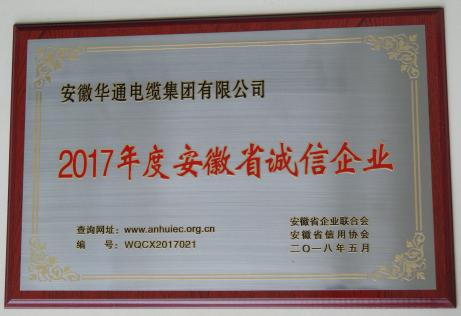 安徽华通电缆集团有限公司
2017年度安徽省诚信企业
查询网址：www.anhuiec.org.cn
编 号：WQCX2017021
安徽省企业联合会
安徽省信用协会
二〇一八年五月